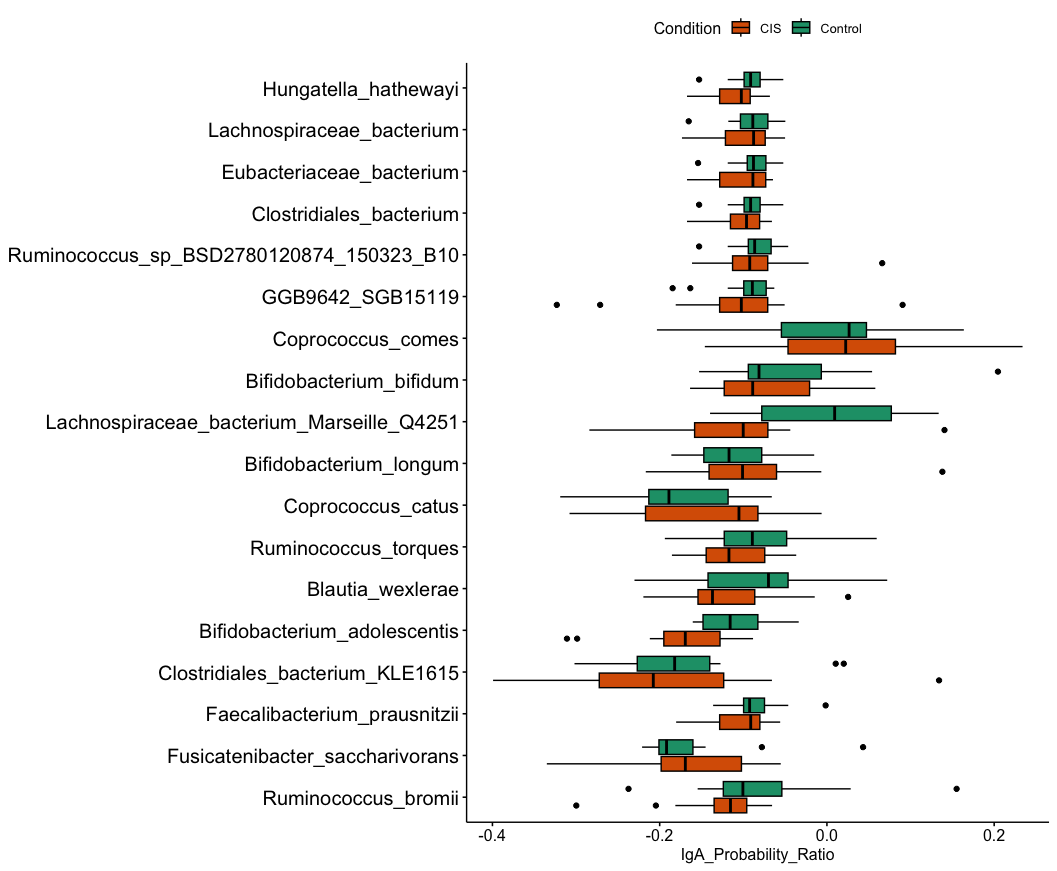 Condition CIS Control
Hungatella_hathewayi
Lachnospiraceae_bacterium
Eubacteriaceae_bacterium
Clostridiales_bacterium
Ruminococcus_sp_BSD2780120874_150323_B10
GGB9642_SGB15119
Coprococcus_comes
Bifidobacterium_bifidum
Lachnospiraceae_bacterium_Marseille_Q4251
Bifidobacterium_longum
Coprococcus_catus
Ruminococcus_torques
Blautia_wexlerae
Bifidobacterium_adolescentis
Clostridiales_bacterium_KLE1615
Faecalibacterium_prausnitzii
Fusicatenibacter_saccharivorans
Ruminococcus_bromii
-0.4 -0.2 0.0 0.2
IgA_Probability_Ratio